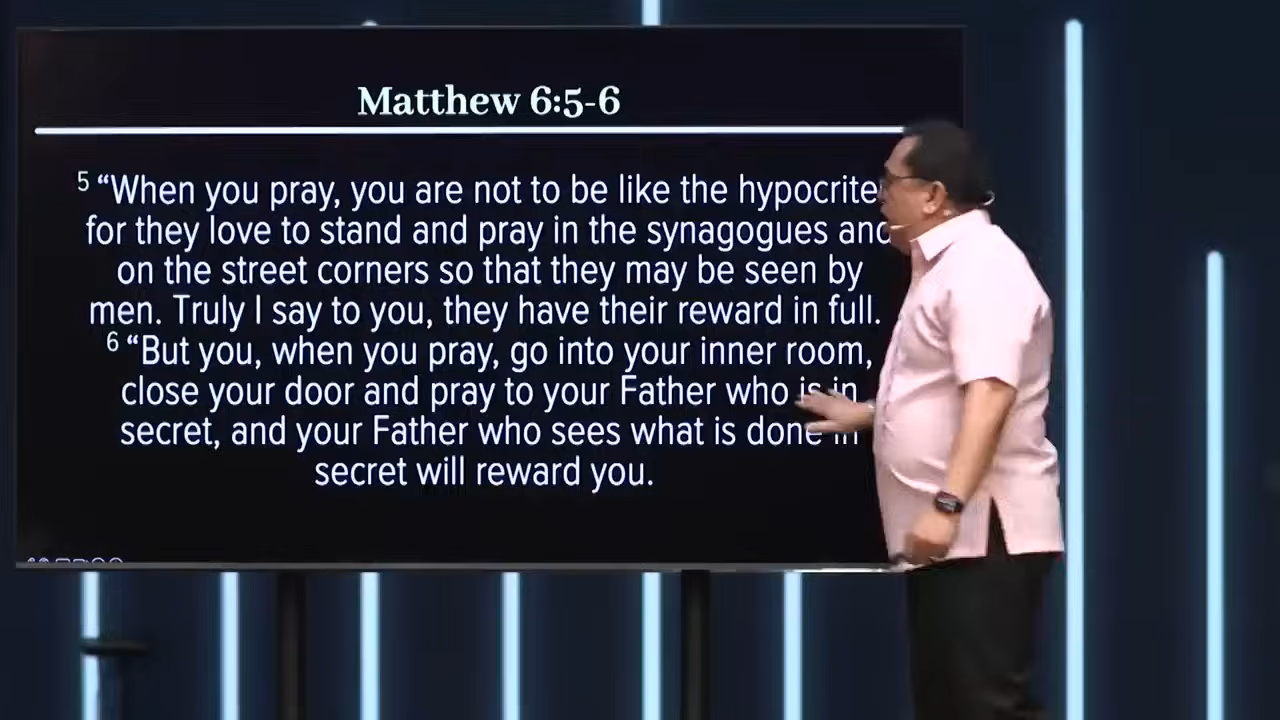 Matthew 6:5-6
5 “When you pray, you are not to be like the hypocrite
for they love to stand and pray in the synagogues and
on the street corners so that they may be seen by
men. Truly I say to you, they have their reward in full.
6 “But you, when you pray, go into your inner room,
close your door and pray to your Father who is in
secret, and your Father who sees what is done in
secret will reward you.